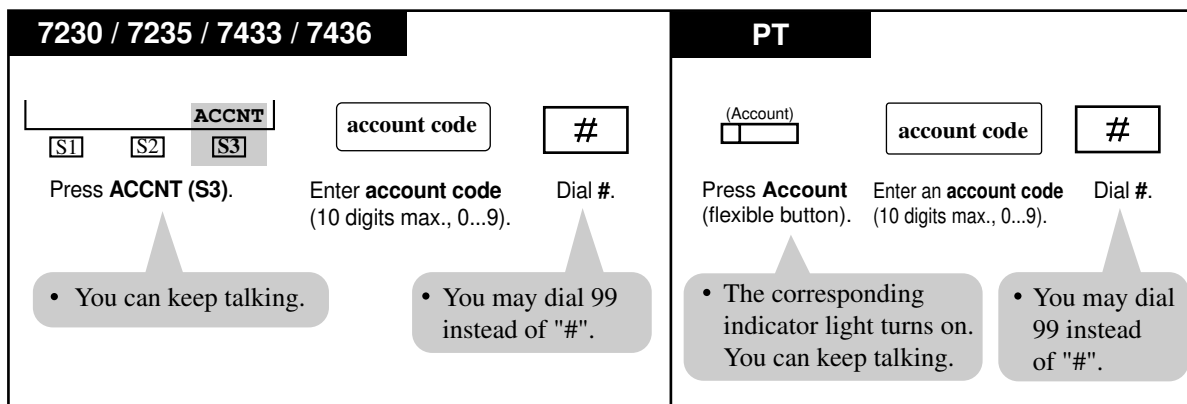 7230 / 7235 / 7433 / 7436
ACCNT
S1 S2 S3
account code
#
Press ACCNT (S3).
Enter account code
(10 digits max., 0...9).
Dial #.
• You can keep talking.
• You may dial 99
instead of "#".
PT
(Account)
account code
#
Press Account
(flexible button).
Enter an account code
(10 digits max., 0...9).
Dial #.
• The corresponding
indicator light turns on.
You can keep talking.
• You may dial
99 instead
of "#".